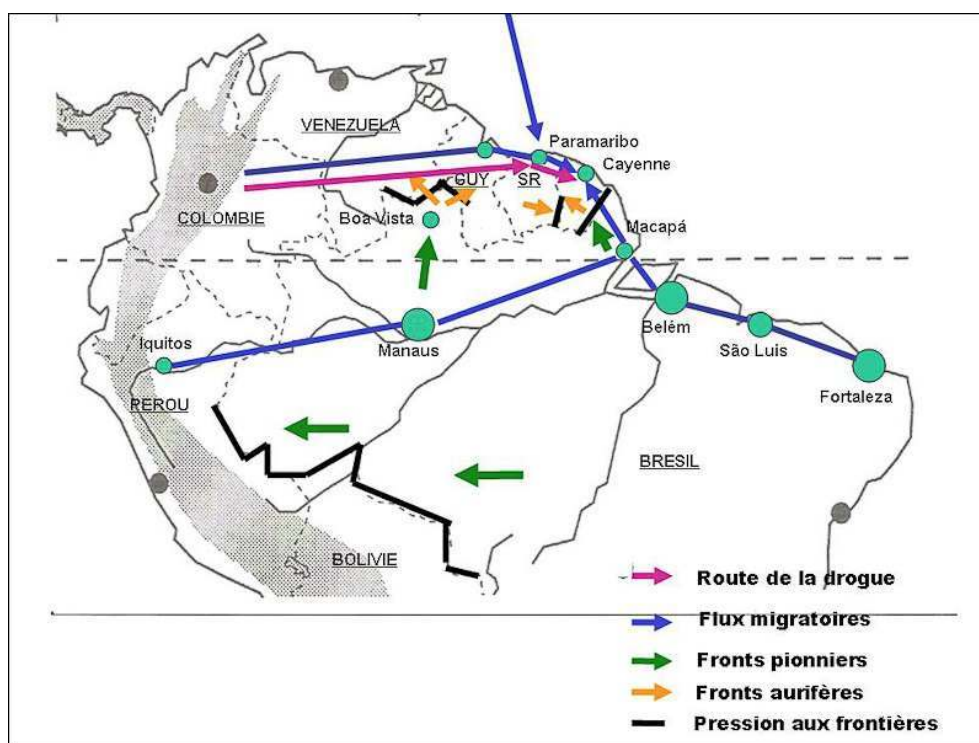 VENEZUELA
Paramaribo
Cayenne
GUY
SR
COLOMBIE
Boa Vista
Macapá
Belém
Iquitos
Manaus
São Luis
Fortaleza
PEROU
BRESIL
BOLIVIE
Route de la drogue
Flux migratoires
Fronts pionniers
Fronts aurifères
Pression aux frontières